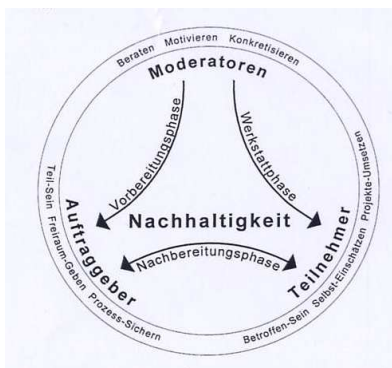 Beraten Motivieren Konkretisieren
Moderatoren
Vorbereitungsphase
Werkstattphase
Teil-Sein Freiraum-Geben Prozess-Sichern
Auftraggeber
Nachhaltigkeit
Nachbereitungsphase
Teilnehmer
Betroffen-Sein Selbst-Einschätzen Projekte-Umsetzen